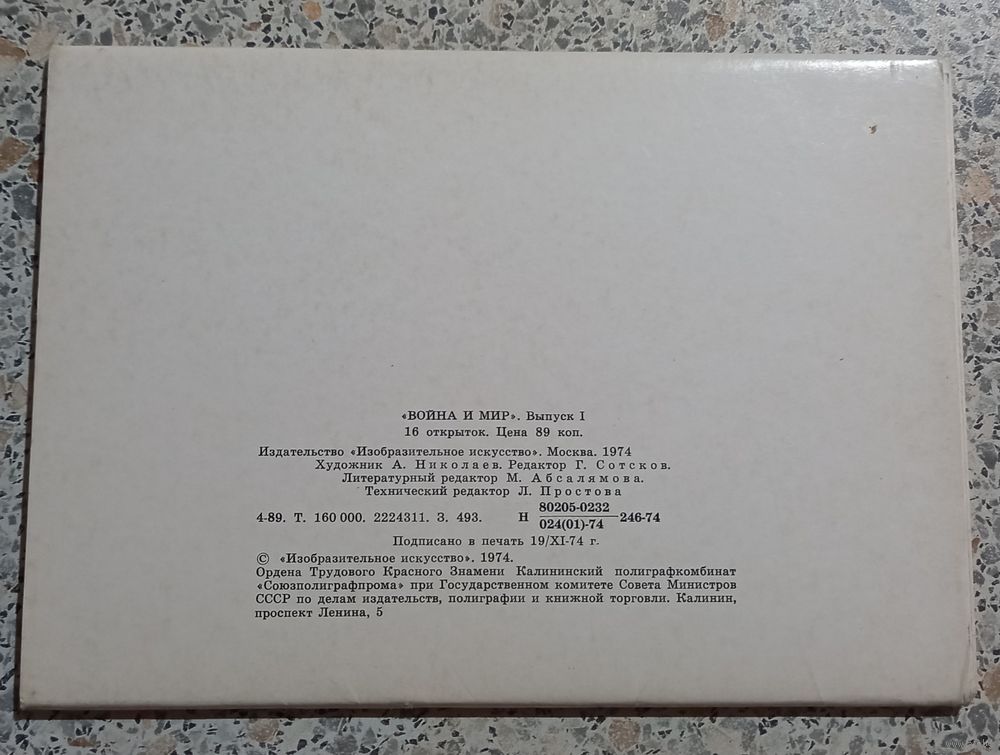 «ВОЙНА И МИР». Выпуск I
16 открыток. Цена 89 коп.
Издательство «Изобразительное искусство». Москва. 1974
Художник А. Николаев. Редактор Г. Сотсков.
Литературный редактор М. Абсалямова.
Технический редактор Л. Простова
4-89. Т. 160 000. 2224311. З. 493. Н 80205-0232
024(01)-74 246-74
Подписано в печать 19/XI-74 г.
© «Изобразительное искусство». 1974.
Ордена Трудового Красного Знамени Калининский полиграфкомбинат
«Союзполиграфпрома» при Государственном комитете Совета Министров
СССР по делам издательств, полиграфии и книжной торговли. Калинин,
проспект Ленина, 5